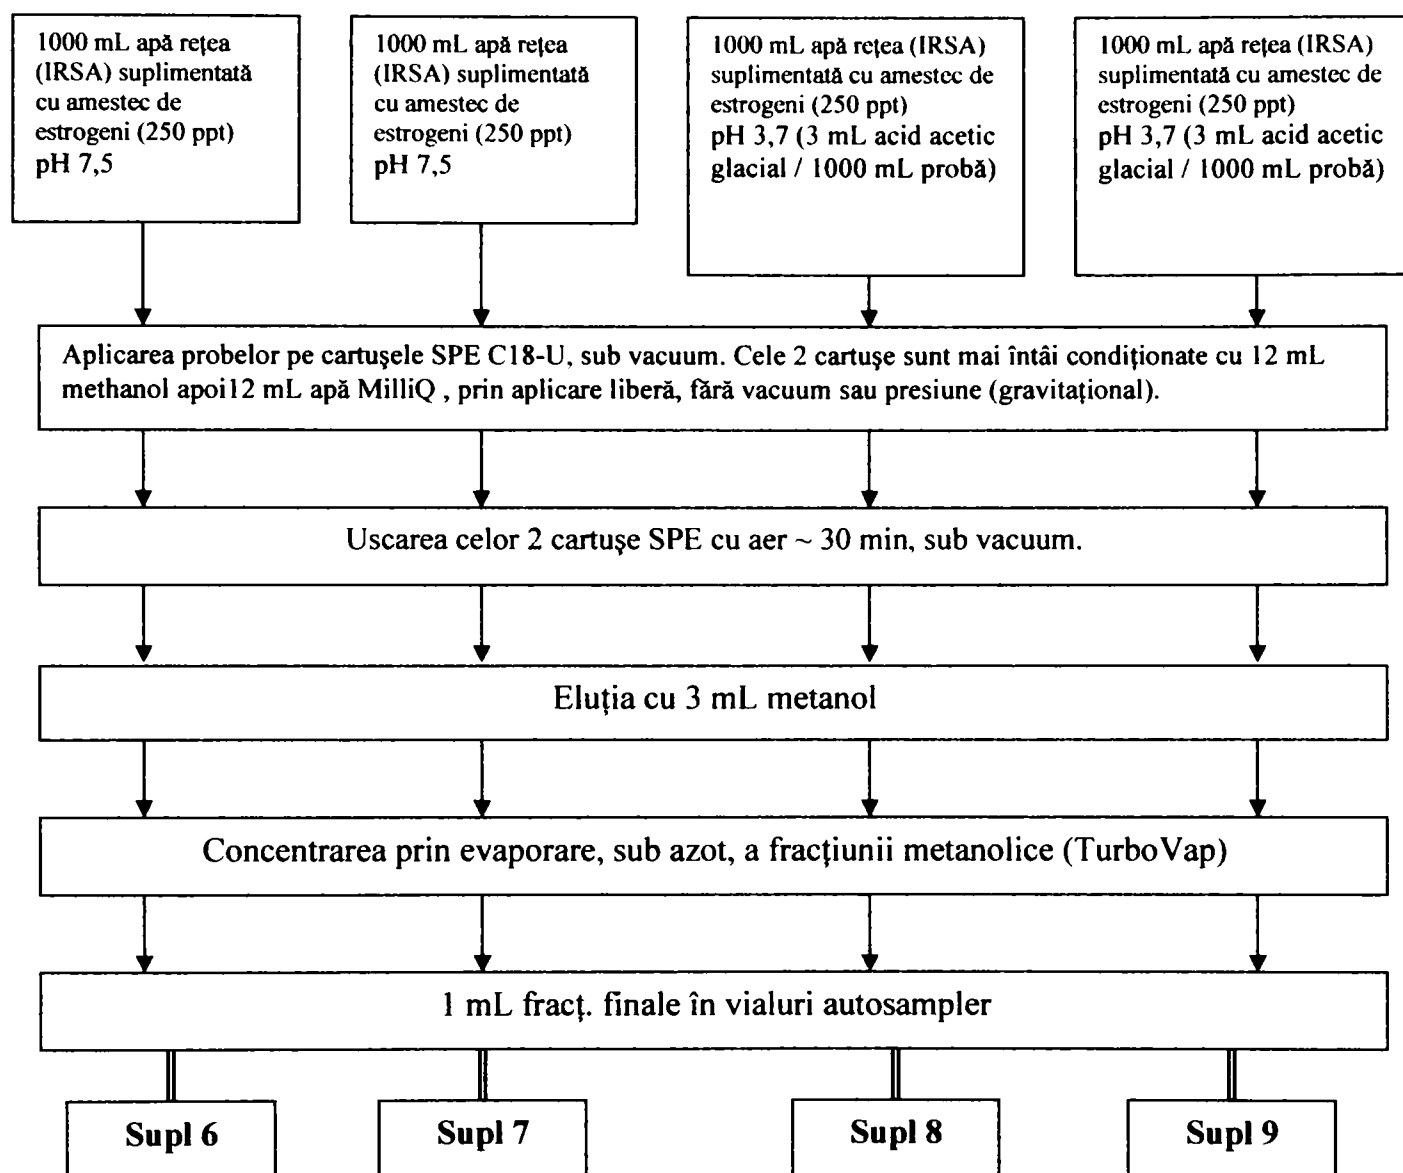 1000 mL apă rețea
(IRSA) suplimentată
cu amestec de
estrogeni (250 ppt)
pH 7,5
1000 mL apă rețea
(IRSA) suplimentată
cu amestec de
estrogeni (250 ppt)
pH 7,5
1000 mL apă rețea (IRSA)
suplimentată cu amestec de
estrogeni (250 ppt)
pH 3,7 (3 mL acid acetic
glacial / 1000 mL probă)
1000 mL apă rețea (IRSA)
suplimentată cu amestec de
estrogeni (250 ppt)
pH 3,7 (3 mL acid acetic
glacial / 1000 mL probă)
Aplicarea probelor pe cartușele SPE C18-U, sub vacuum. Cele 2 cartușe sunt mai întâi condiționate cu 12 mL
methanol apoi12 mL apă MilliQ , prin aplicare liberă, fără vacuum sau presiune (gravitațional).
Uscarea celor 2 cartușe SPE cu aer ~ 30 min, sub vacuum.
Eluția cu 3 mL metanol
Concentrarea prin evaporare, sub azot, a fracțiunii metanolice (TurboVap)
1 mL fracț. finale în vialuri autosampler
Supl 6
Supl 7
Supl 8
Supl 9